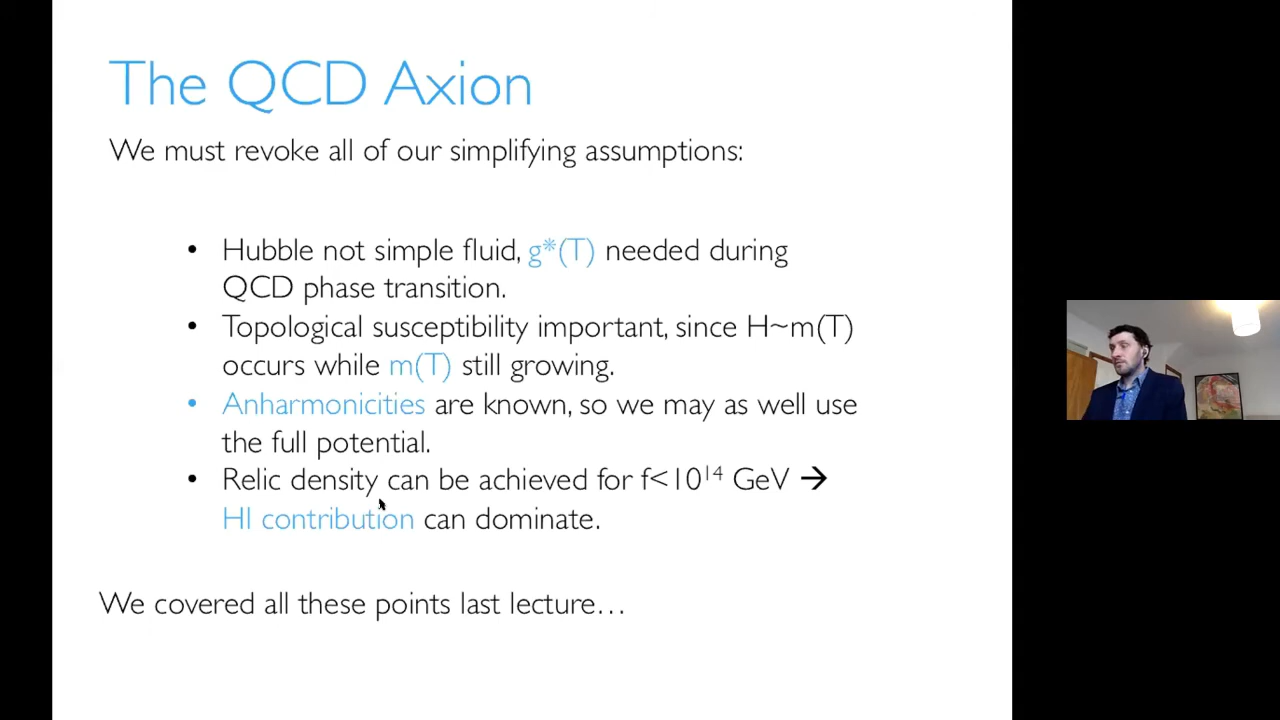 The QCD Axion
We must revoke all of our simplifying assumptions:
• Hubble not simple fluid, g*(T) needed during
QCD phase transition.
• Topological susceptibility important, since H~m(T)
occurs while m(T) still growing.
• Anharmonicities are known, so we may as well use
the full potential.
• Relic density can be achieved for f<10¹⁴ GeV →
HI contribution can dominate.
We covered all these points last lecture…